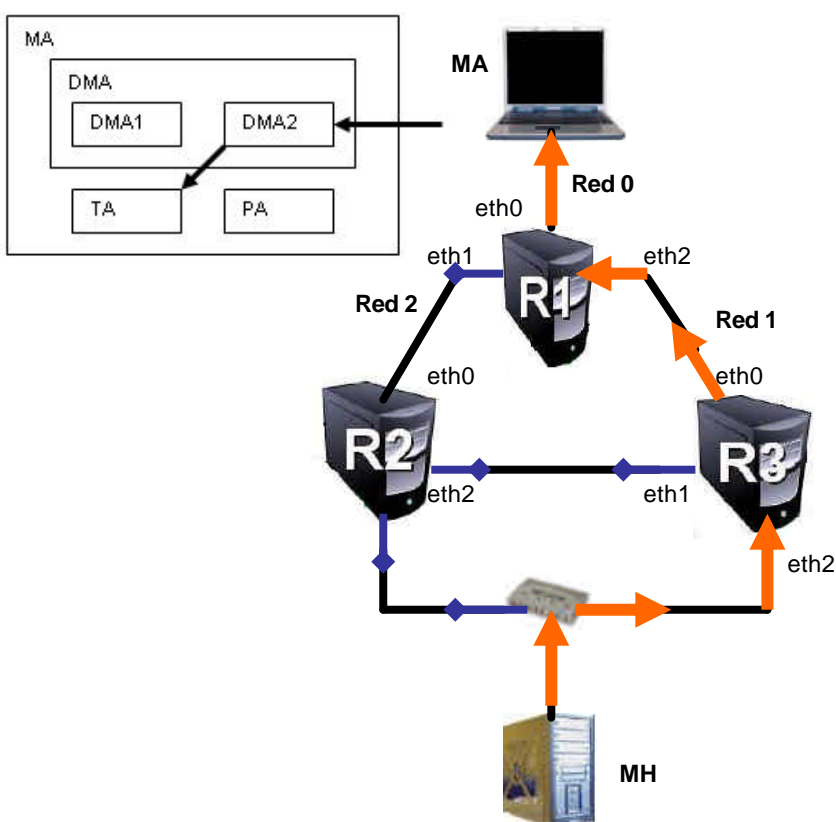 MA
DMA
DMA1 DMA2
TA PA
MA
Red 0
eth0
eth1
eth2
R1
Red 2
Red 1
eth0
eth0
R2
R3
eth2
eth1
eth2
MH